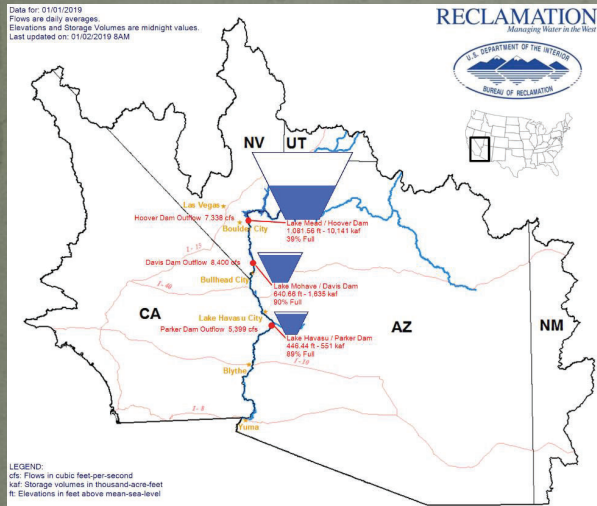 Data for: 01/01/2019
Flows are daily averages.
Elevations and Storage Volumes are midnight values.
Last updated on: 01/02/2019 8AM
RECLAMATION
Managing Water in the West
U.S. DEPARTMENT OF THE INTERIOR
BUREAU OF RECLAMATION
NV
UT
Las Vegas
Hoover Dam Outflow 7,338 cfs
Boulder City
Lake Mead / Hoover Dam
1,081.56 ft - 10,141 kaf
39% Full
I-15
Davis Dam Outflow 8,400 cfs
Bullhead City
Lake Mohave / Davis Dam
640.66 ft - 1,635 kaf
90% Full
I-40
CA
Lake Havasu City
AZ
NM
Parker Dam Outflow 5,399 cfs
Lake Havasu / Parker Dam
446.44 ft - 551 kaf
89% Full
I-10
Blythe
I-8
Yuma
LEGEND:
cfs: Flows in cubic feet-per-second
kaf: Storage volumes in thousand-acre-feet
ft: Elevations in feet above mean-sea-level